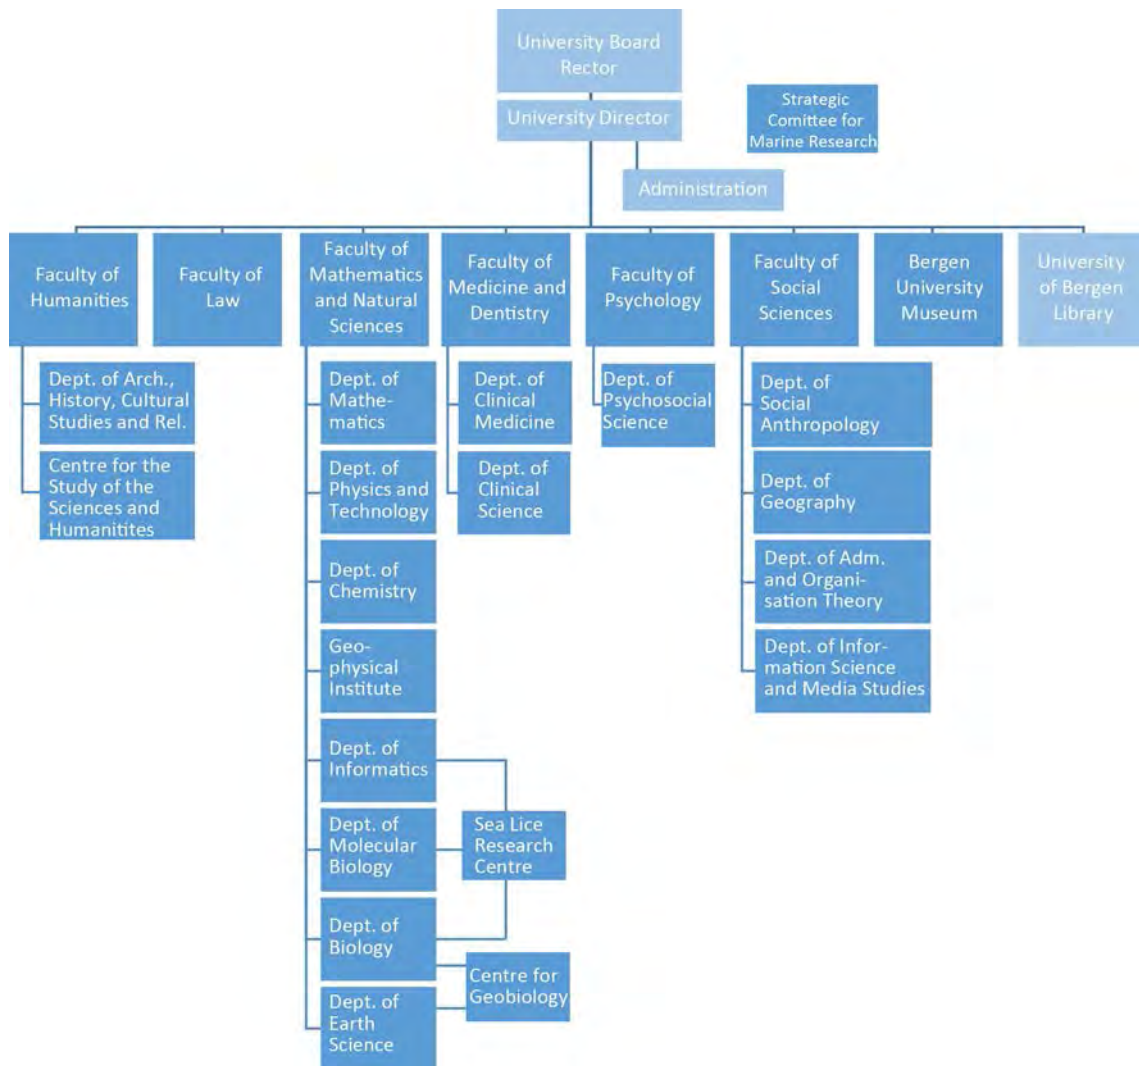 University Board
Rector
University Director
Strategic
Comittee for
Marine Research
Administration
Faculty of
Humanities
Faculty of
Law
Faculty of
Mathematics
and Natural
Sciences
Faculty of
Medicine and
Dentistry
Faculty of
Psychology
Faculty of
Social
Sciences
Bergen
University
Museum
University
of Bergen
Library
Dept. of Arch.,
History, Cultural
Studies and Rel.
Centre for the
Study of the
Sciences and
Humanitites
Dept. of
Mathe-
matics
Dept. of
Physics and
Technology
Dept. of
Chemistry
Geo-
physical
Institute
Dept. of
Informatics
Dept. of
Molecular
Biology
Dept. of
Biology
Dept. of
Earth
Science
Sea Lice
Research
Centre
Centre for
Geobiology
Dept. of
Clinical
Medicine
Dept. of
Clinical
Science
Dept. of
Psychosocial
Science
Dept. of
Social
Anthropology
Dept. of
Geography
Dept. of Adm.
and Organi-
sation Theory
Dept. of Infor-
mation Science
and Media Studies